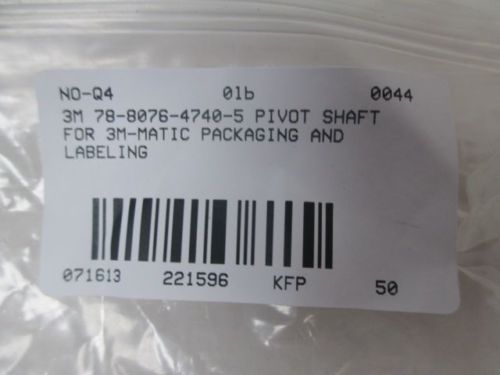 NO-Q4 01b 0044
3M 78-8076-4740-5 PIVOT SHAFT
FOR 3M-MATIC PACKAGING AND
LABELING
071613 221596 KFP 50